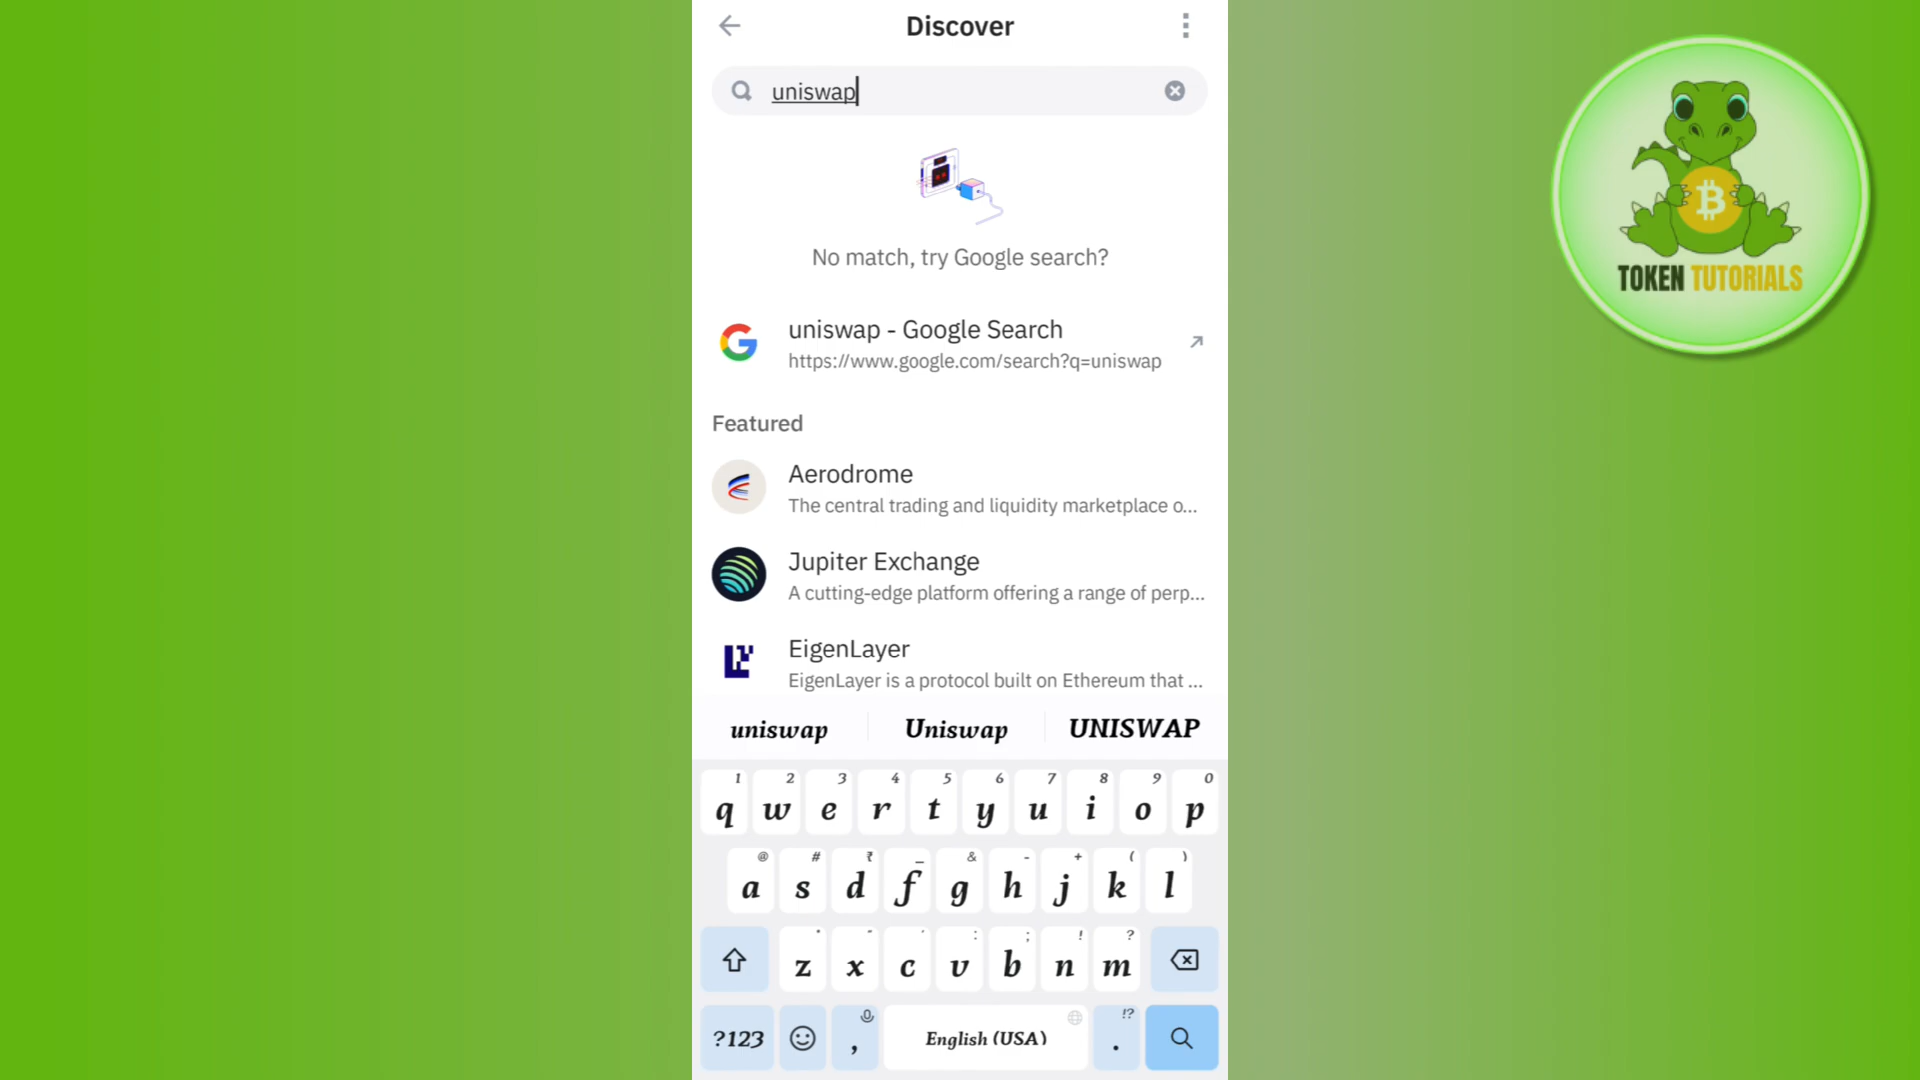 Discover
uniswap
No match, try Google search?
uniswap - Google Search
https://www.google.com/search?q=uniswap
Featured
Aerodrome
The central trading and liquidity marketplace o...
Jupiter Exchange
A cutting-edge platform offering a range of perp...
EigenLayer
EigenLayer is a protocol built on Ethereum that ...
uniswap Uniswap UNISWAP
1 2 3 4 5 6 7 8 9 0
q w e r t y u i o p
@ # ₹ _ & - + ( )
a s d f g h j k l
* " ' : ; ! ?
z x c v b n m
!?
?123 , English (USA) .
TOKEN TUTORIALS